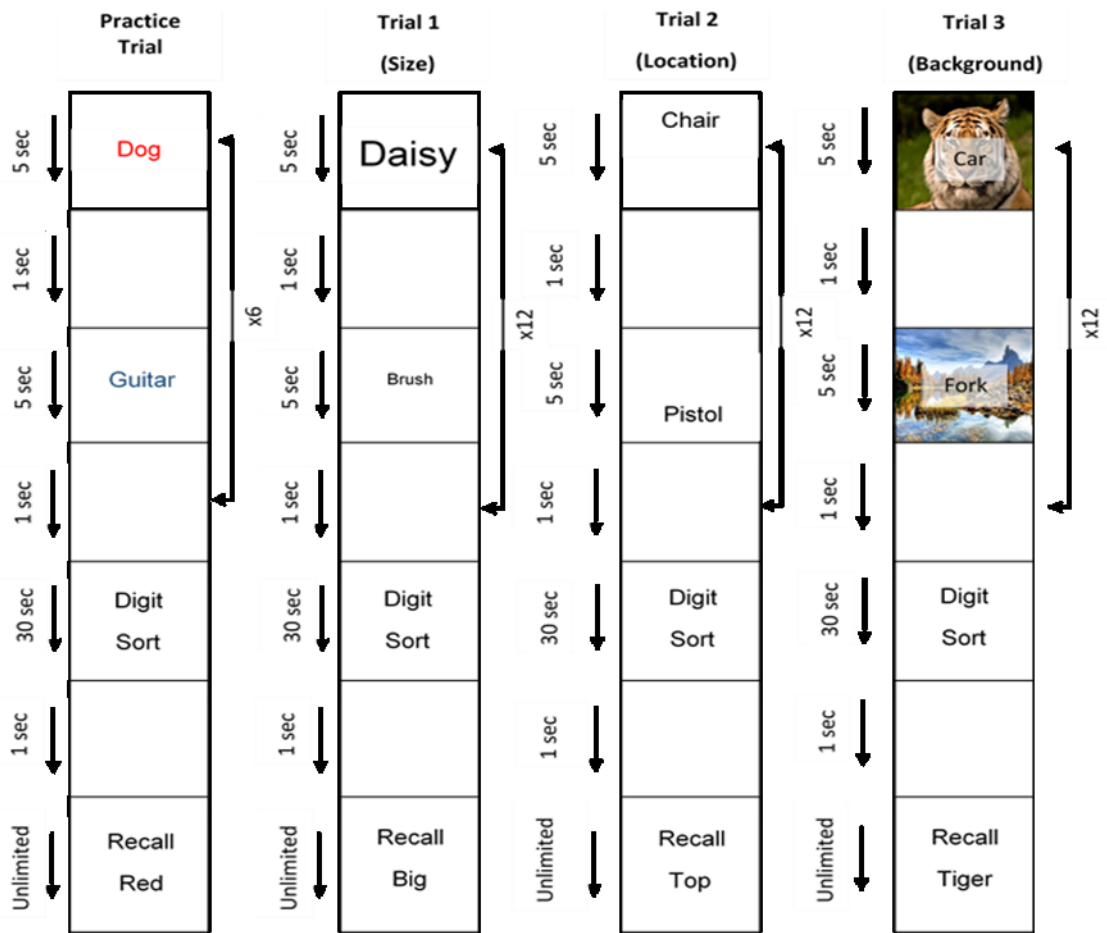 Practice
Trial
5 sec
Dog
1 sec
x6
5 sec
Guitar
1 sec
30 sec
Digit
Sort
1 sec
Unlimited
Recall
Red
Trial 1
(Size)
5 sec
Daisy
1 sec
x12
5 sec
Brush
1 sec
30 sec
Digit
Sort
1 sec
Unlimited
Recall
Big
Trial 2
(Location)
5 sec
Chair
1 sec
x12
5 sec
Pistol
1 sec
30 sec
Digit
Sort
1 sec
Unlimited
Recall
Top
Trial 3
(Background)
5 sec
Car
1 sec
x12
5 sec
Fork
1 sec
30 sec
Digit
Sort
1 sec
Unlimited
Recall
Tiger